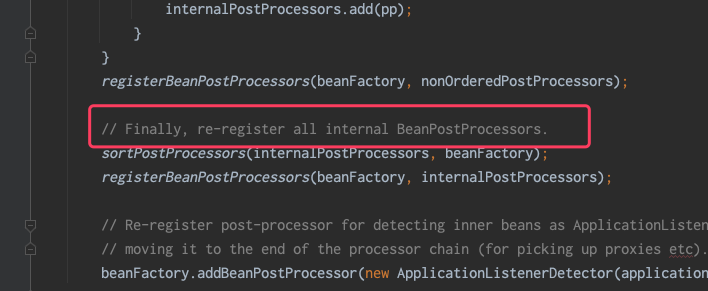 internalPostProcessors.add(pp);
}
}
registerBeanPostProcessors(beanFactory, nonOrderedPostProcessors);
// Finally, re-register all internal BeanPostProcessors.
sortPostProcessors(internalPostProcessors, beanFactory);
registerBeanPostProcessors(beanFactory, internalPostProcessors);
// Re-register post-processor for detecting inner beans as ApplicationListen
// moving it to the end of the processor chain (for picking up proxies etc).
beanFactory.addBeanPostProcessor(new ApplicationListenerDetector(application